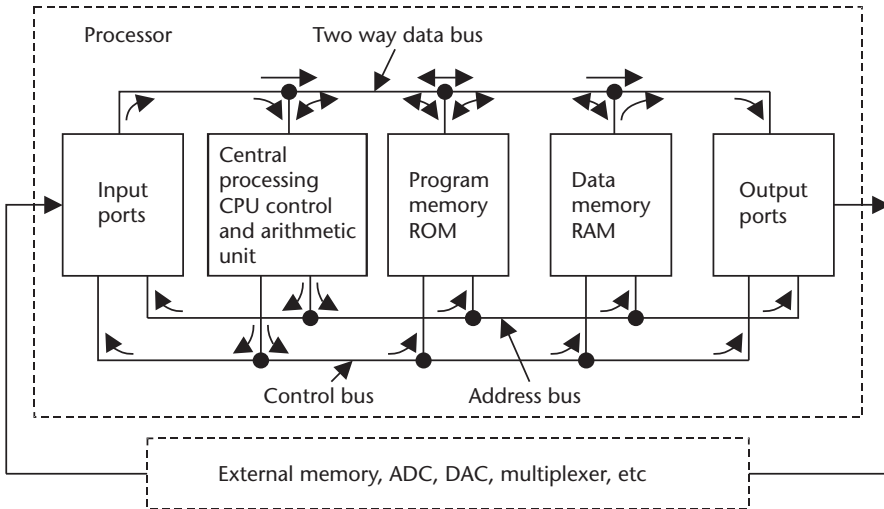 Processor
Two way data bus
Input
ports
Central
processing
CPU control
and arithmetic
unit
Program
memory
ROM
Data
memory
RAM
Output
ports
Control bus
Address bus
External memory, ADC, DAC, multiplexer, etc